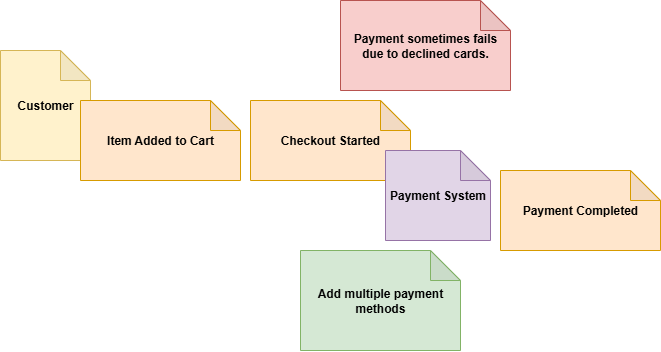 Payment sometimes fails
due to declined cards.
Customer
Item Added to Cart
Checkout Started
Payment System
Payment Completed
Add multiple payment
methods